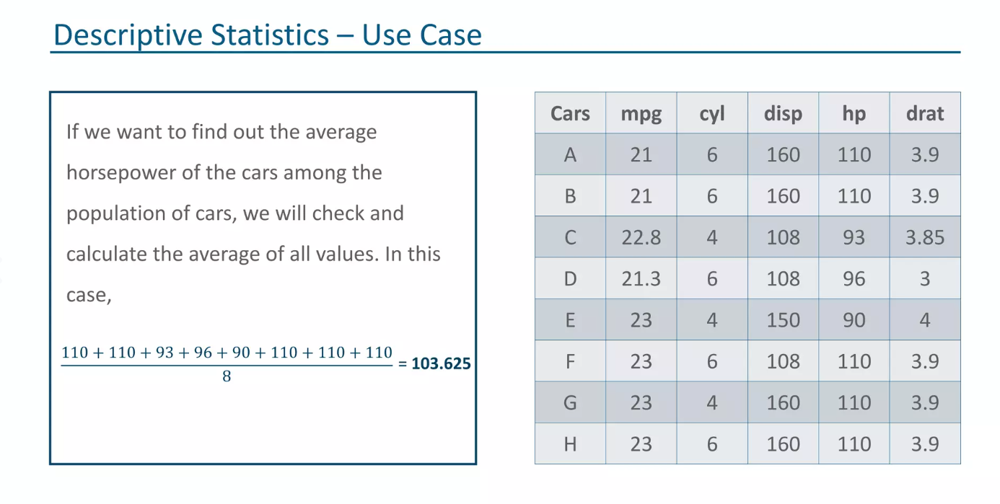 Descriptive Statistics – Use Case
If we want to find out the average
horsepower of the cars among the
population of cars, we will check and
calculate the average of all values. In this
case,
110 + 110 + 93 + 96 + 90 + 110 + 110 + 110
8
= 103.625
Cars mpg cyl disp hp drat
A 21 6 160 110 3.9
B 21 6 160 110 3.9
C 22.8 4 108 93 3.85
D 21.3 6 108 96 3
E 23 4 150 90 4
F 23 6 108 110 3.9
G 23 4 160 110 3.9
H 23 6 160 110 3.9